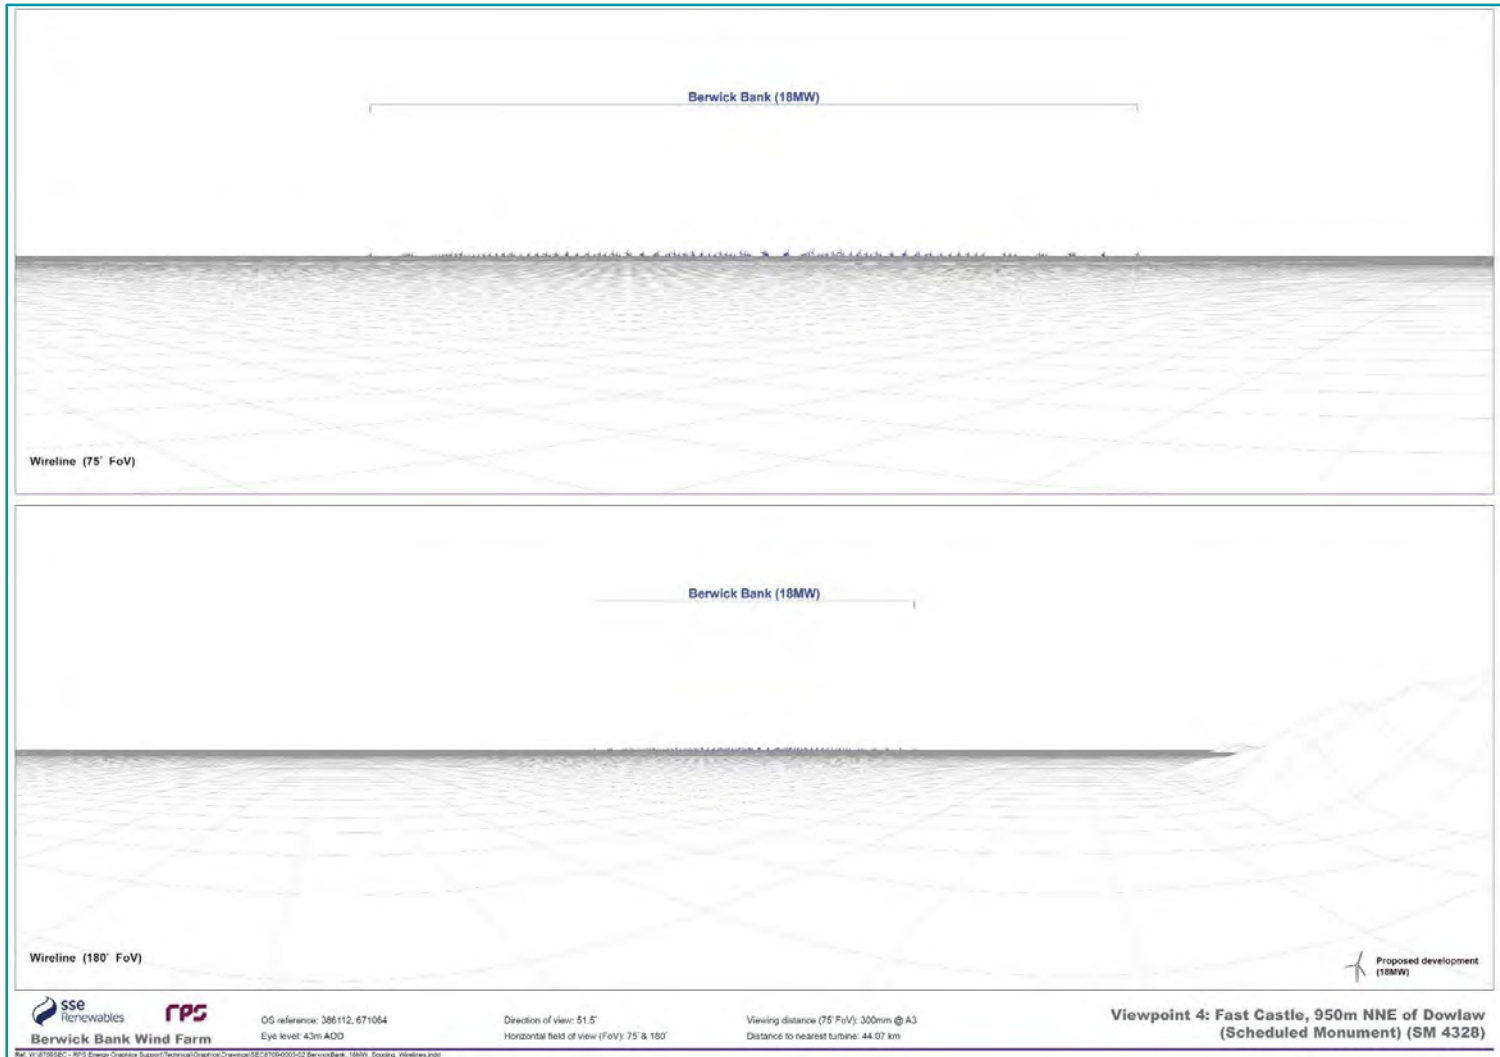 Berwick Bank (18MW)
Wireline (75° FoV)
Berwick Bank (18MW)
Wireline (180° FoV)
Proposed development
(18MW)
sse
Renewables
rps
Berwick Bank Wind Farm
OS reference: 386112, 671064
Eye level: 43m AOD
Direction of view: 51.5°
Horizontal field of view (FoV): 75° & 180°
Viewing distance (75° FoV): 300mm @ A3
Distance to nearest turbine: 44.07 km
Viewpoint 4: Fast Castle, 950m NNE of Dowlaw
(Scheduled Monument) (SM 4328)